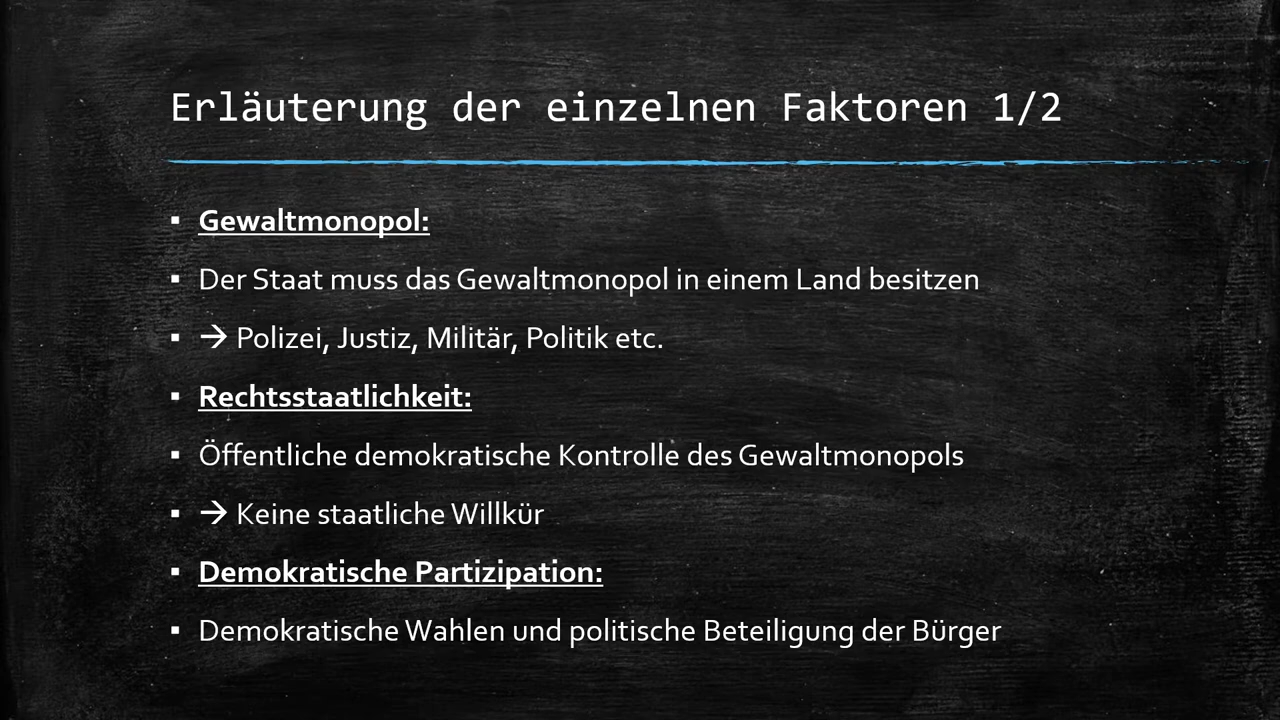 Erläuterung der einzelnen Faktoren 1/2
▪ Gewaltmonopol:
▪ Der Staat muss das Gewaltmonopol in einem Land besitzen
▪ → Polizei, Justiz, Militär, Politik etc.
▪ Rechtsstaatlichkeit:
▪ Öffentliche demokratische Kontrolle des Gewaltmonopols
▪ → Keine staatliche Willkür
▪ Demokratische Partizipation:
▪ Demokratische Wahlen und politische Beteiligung der Bürger